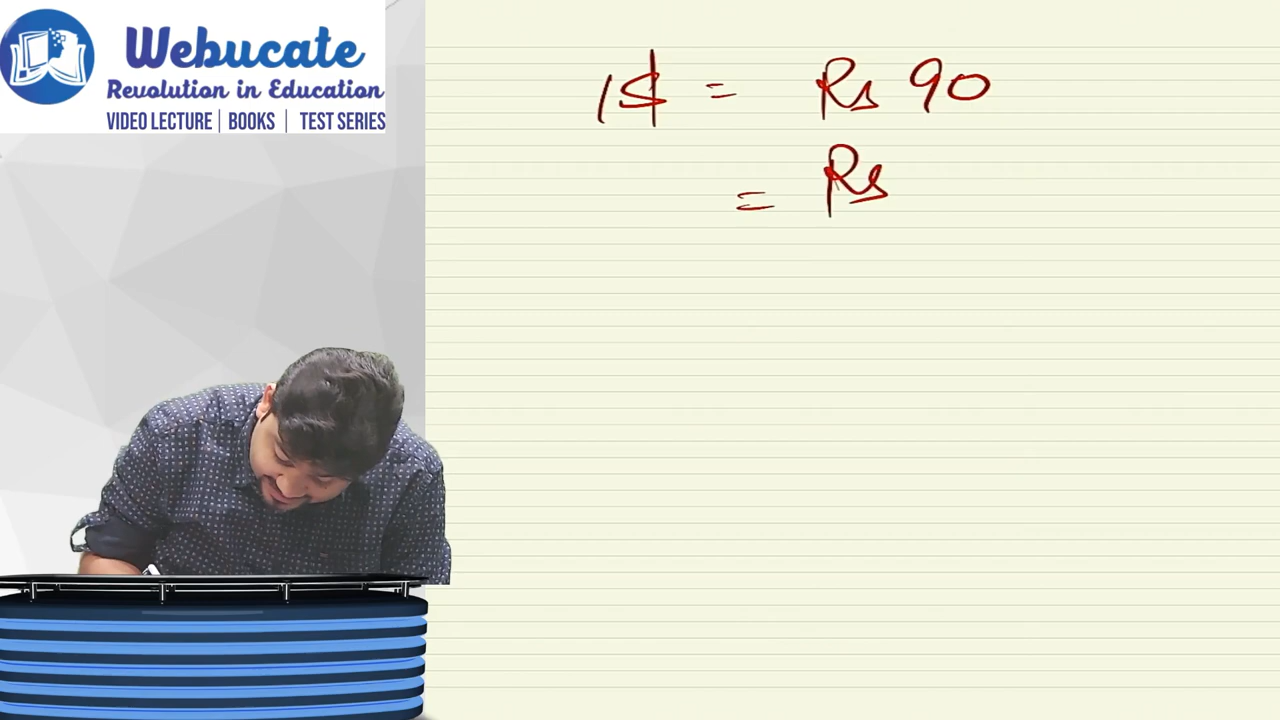 Webucate
Revolution in Education
VIDEO LECTURE | BOOKS | TEST SERIES
1$ = Rs 90
= Rs